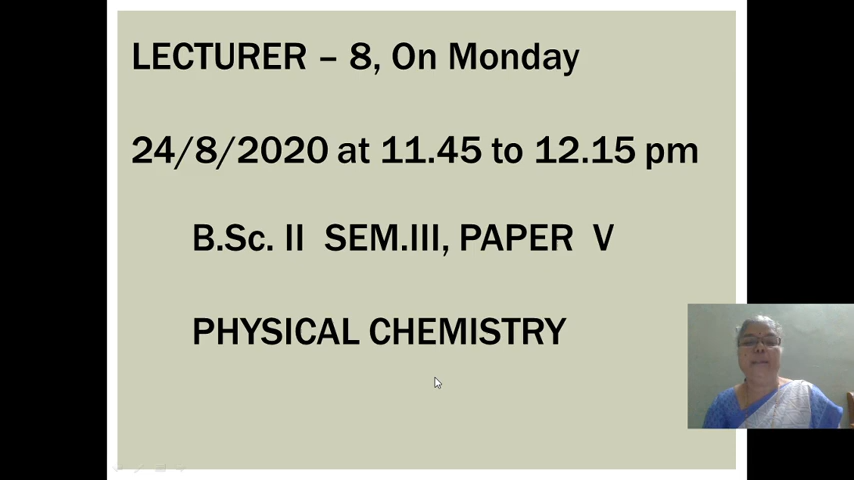 LECTURER – 8, On Monday
24/8/2020 at 11.45 to 12.15 pm
B.Sc. II SEM.III, PAPER V
PHYSICAL CHEMISTRY